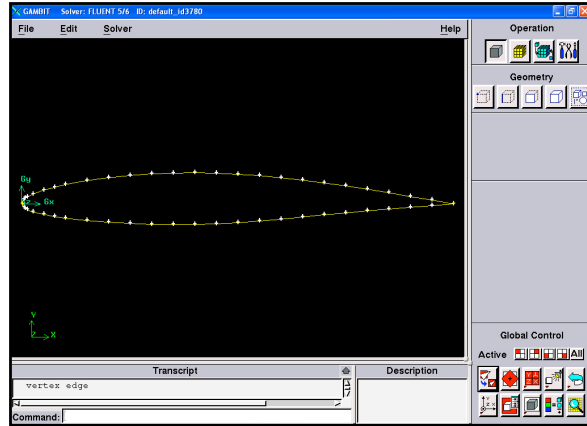 GAMBIT Solver: FLUENT 5/6 ID: default_id3780
File Edit Solver Help
Operation
Geometry
Gy
Gx
Y
Z X
Global Control
Active All
Transcript
Description
vertex edge
Command: